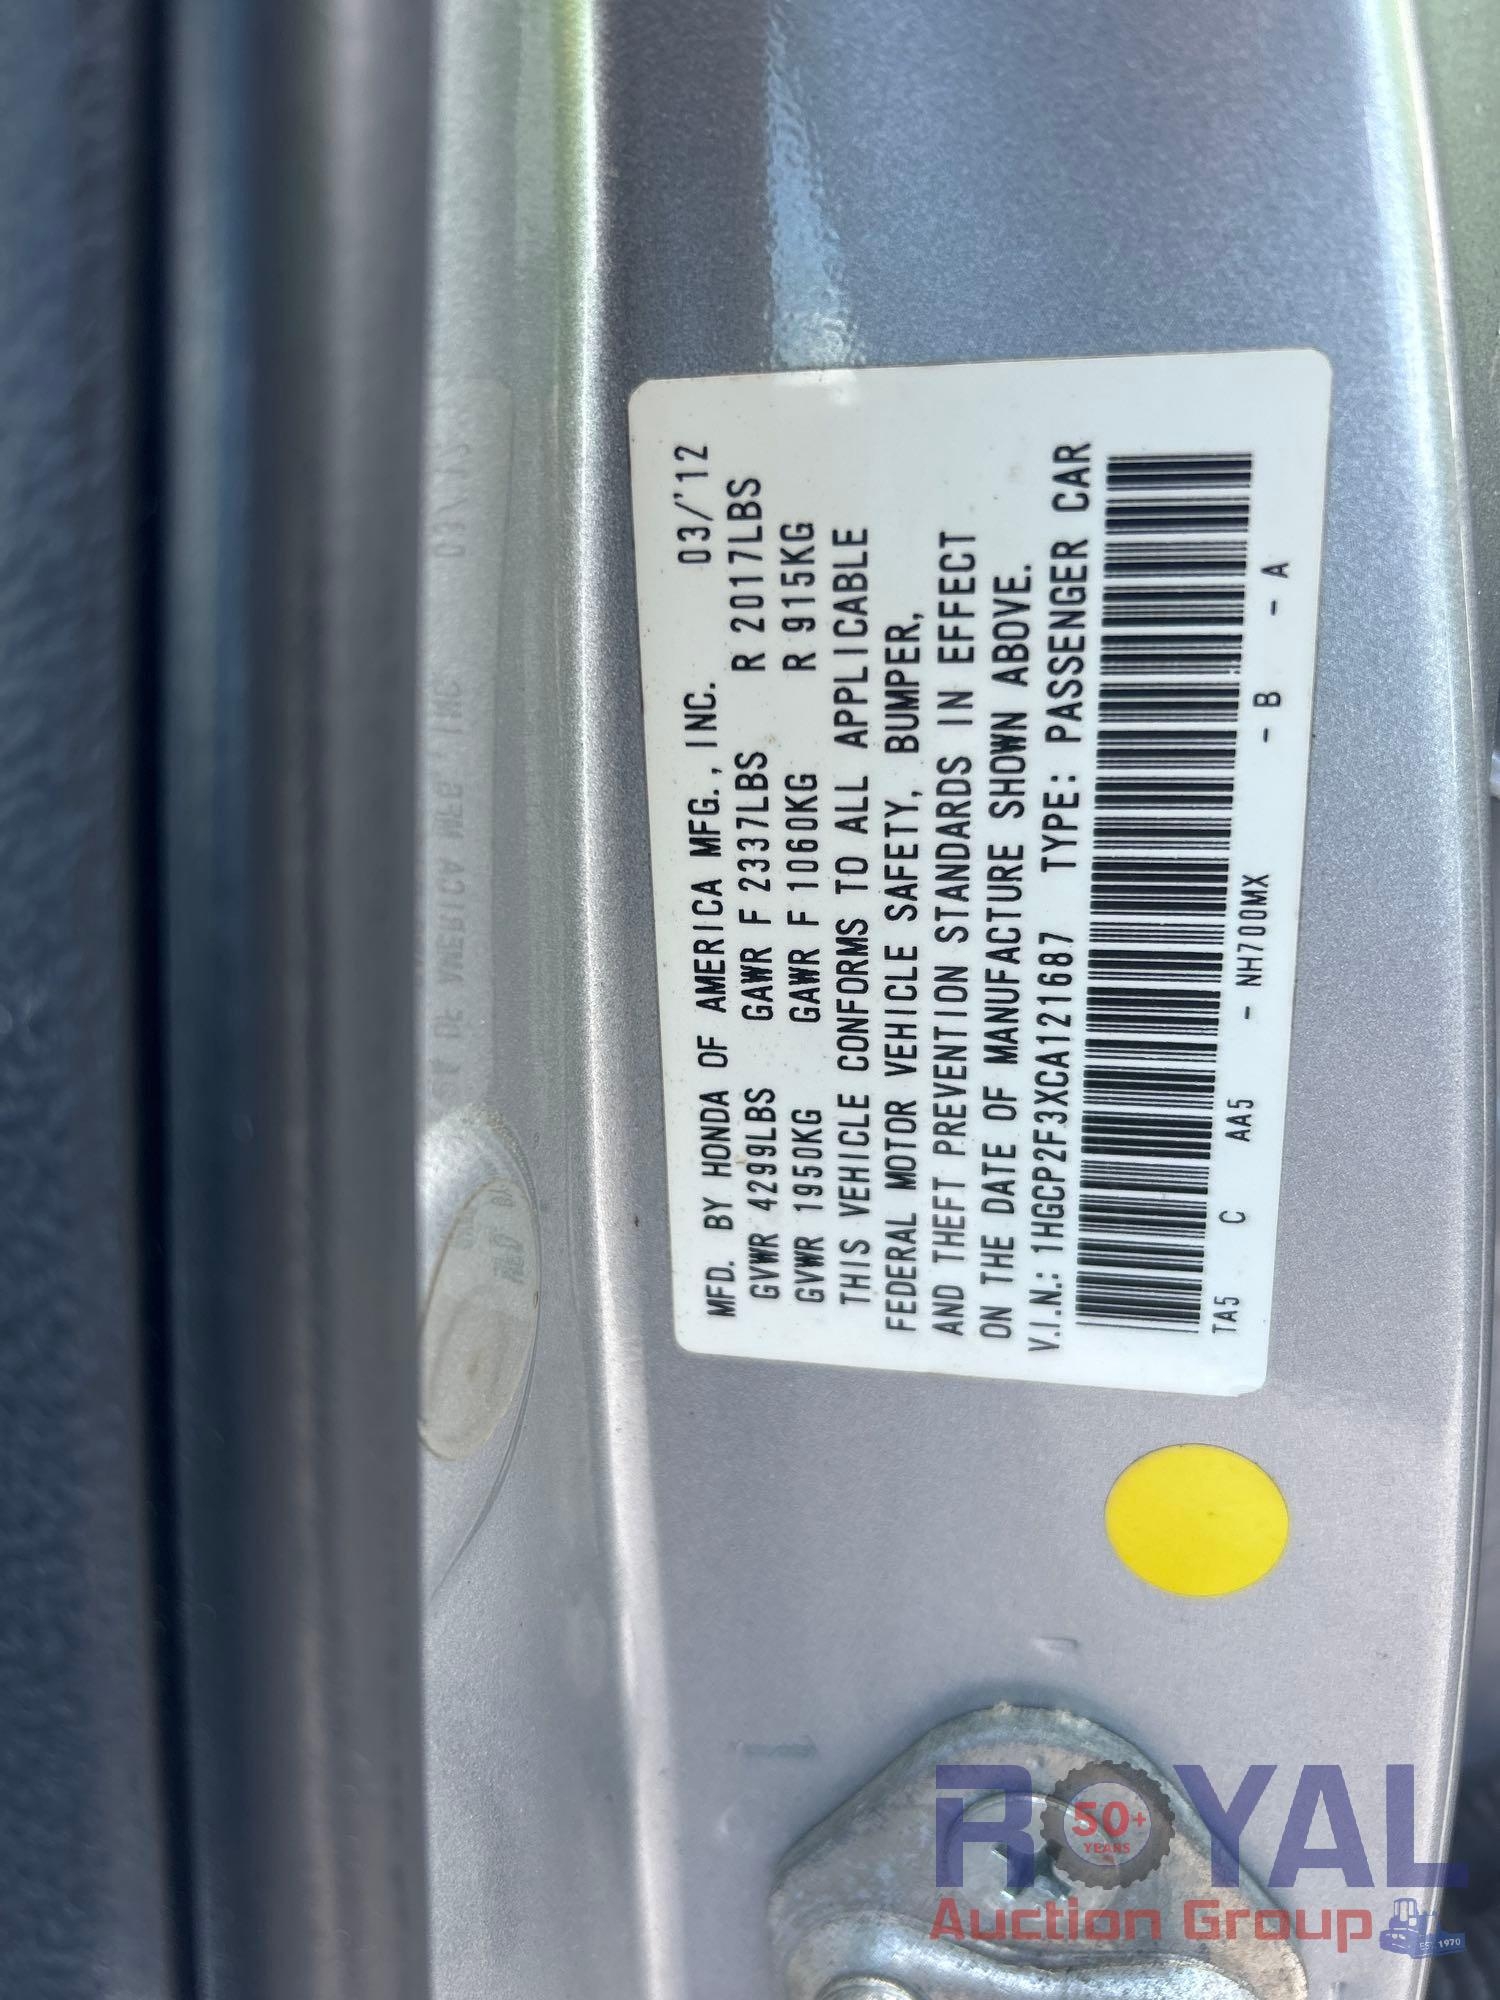 MFD. BY HONDA OF AMERICA MFG., INC. 03/'12
GVWR 4299LBS GAWR F 2337LBS R 2017LBS
GVWR 1950KG GAWR F 1060KG R 915KG
THIS VEHICLE CONFORMS TO ALL APPLICABLE
FEDERAL MOTOR VEHICLE SAFETY, BUMPER,
AND THEFT PREVENTION STANDARDS IN EFFECT
ON THE DATE OF MANUFACTURE SHOWN ABOVE.
V.I.N.: 1HGCP2F3XCA121687 TYPE: PASSENGER CAR
TA5 C AA5 - NH700MX - B - A
ROYAL
50+
YEARS
Auction Group
EST. 1970